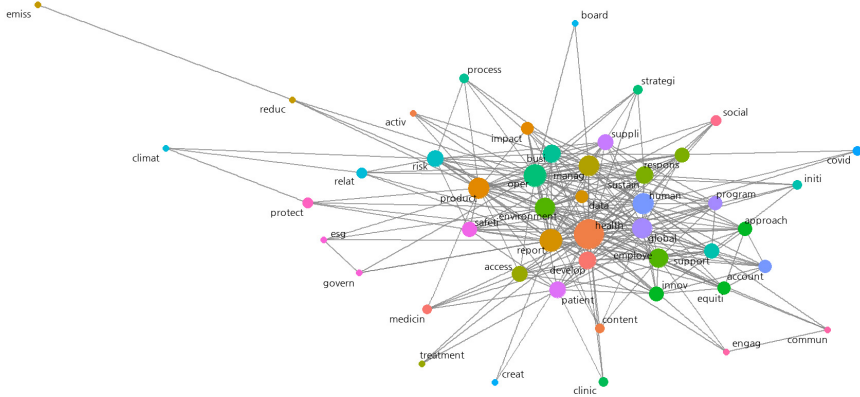 emiss
board
process
strategi
reduc
activ
social
impact
suppli
climat
risk
busi
respons
covid
relat
oper
manag
sustain
initi
product
data
human
program
protect
environment
safeti
health
approach
esg
report
global
govern
access
develop
employe
support
account
patient
innov
equiti
medicin
content
commun
engag
treatment
creat
clinic